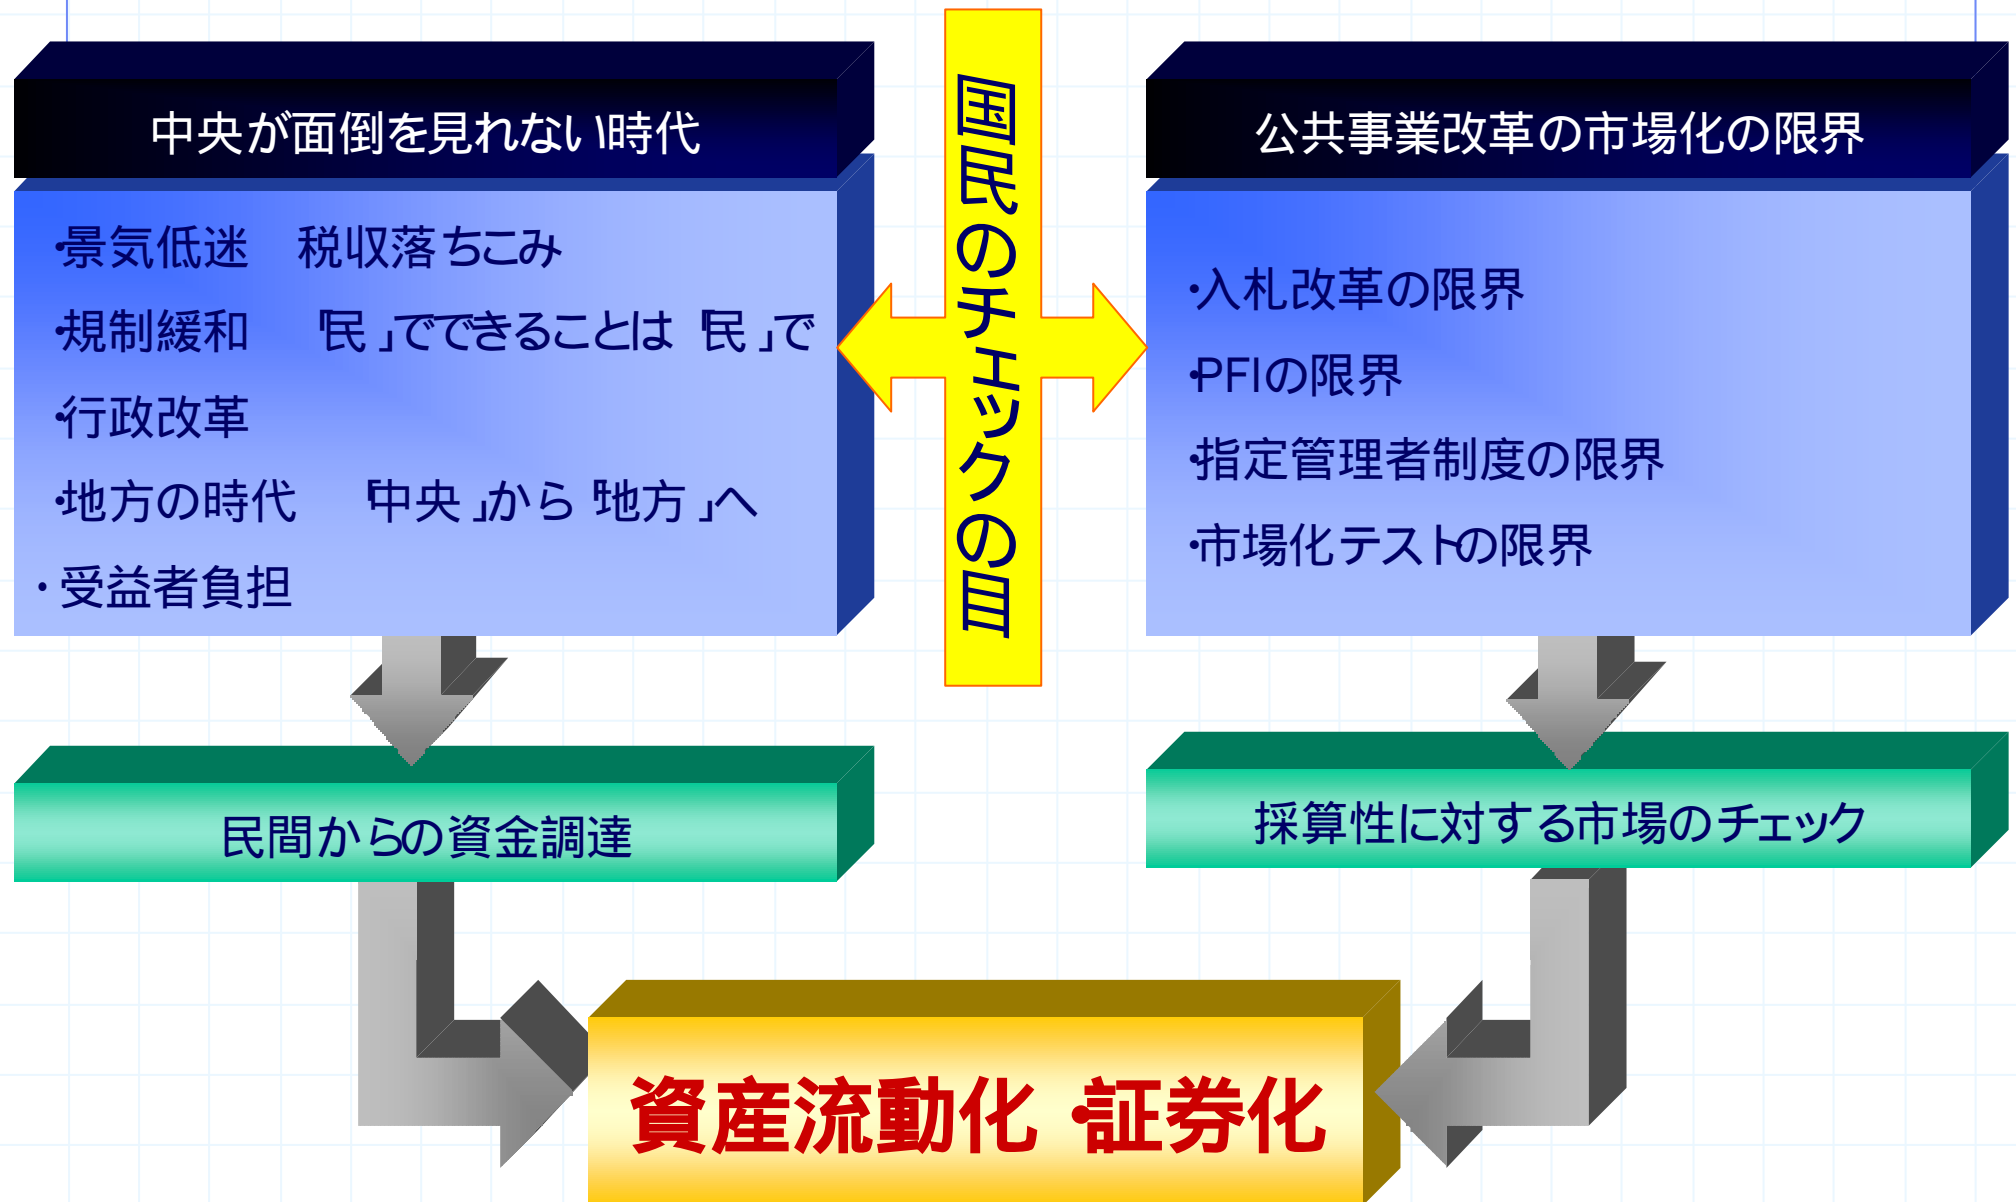 中央が面倒を見れない時代
・景気低迷　税収落ちこみ
・規制緩和　「民」でできることは「民」で
・行政改革
・地方の時代　「中央」から「地方」へ
・受益者負担
国民のチェックの目
公共事業改革の市場化の限界
・入札改革の限界
・PFIの限界
・指定管理者制度の限界
・市場化テストの限界
民間からの資金調達
採算性に対する市場のチェック
資産流動化・証券化